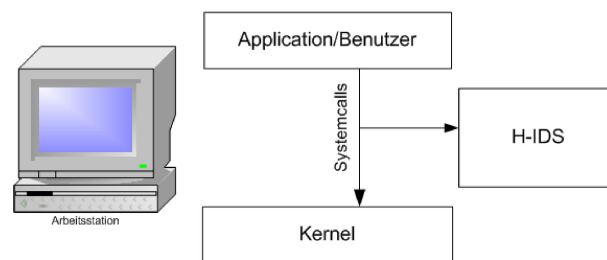 Application/Benutzer
Systemcalls
H-IDS
Arbeitsstation
Kernel